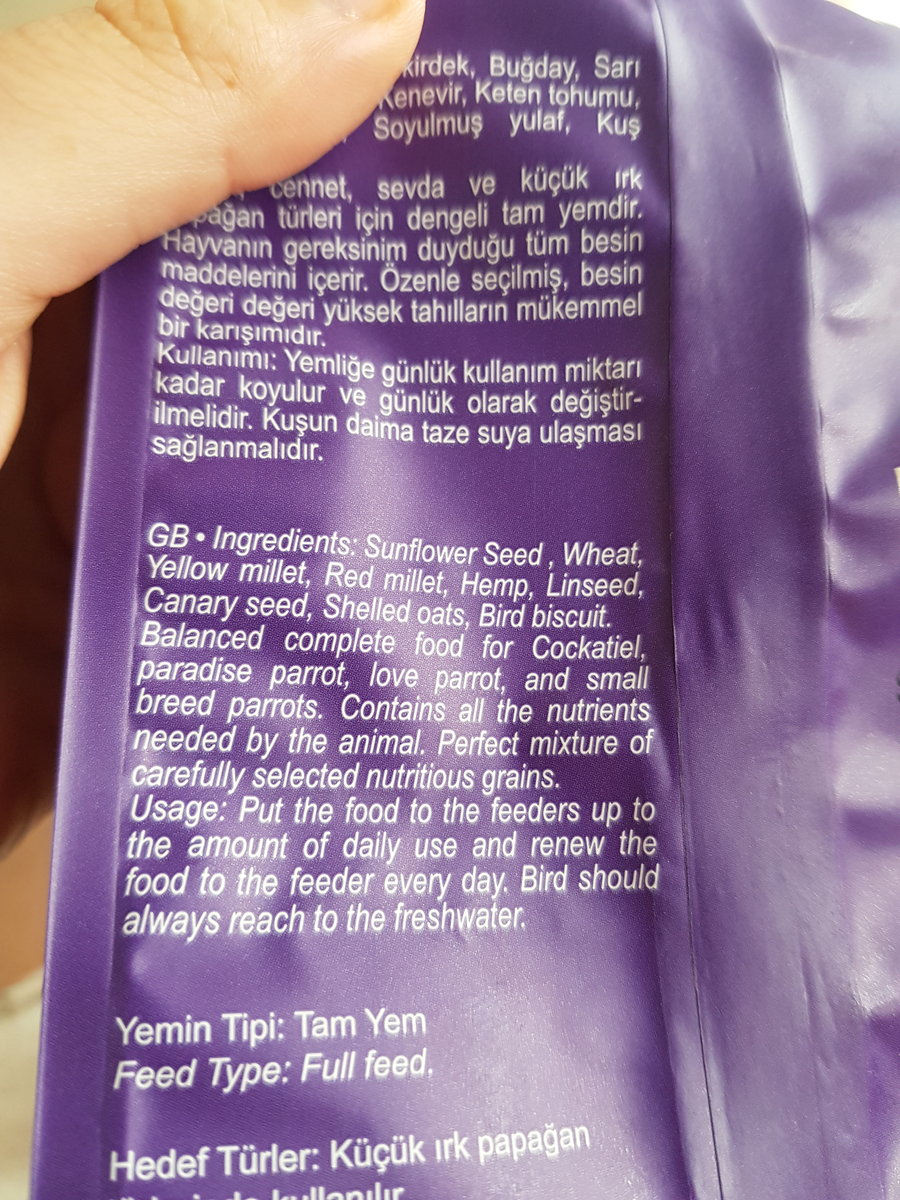 Buğday, Sarı
Kenevir, Keten tohumu,
Soyulmuş yulaf, Kuş
cennet, sevda ve küçük ırk
türleri için dengeli tam yemdir.
Hayvanın gereksinim duyduğu tüm besin
maddelerini içerir. Özenle seçilmiş, besin
değeri değeri yüksek tahılların mükemmel
bir karışımıdır.
Kullanımı: Yemliğe günlük kullanım miktarı
kadar koyulur ve günlük olarak değiştir-
ilmelidir. Kuşun daima taze suya ulaşması
sağlanmalıdır.
GB • Ingredients: Sunflower Seed , Wheat,
Yellow millet, Red millet, Hemp, Linseed,
Canary seed, Shelled oats, Bird biscuit.
Balanced complete food for Cockatiel,
paradise parrot, love parrot, and small
breed parrots. Contains all the nutrients
needed by the animal. Perfect mixture of
carefully selected nutritious grains.
Usage: Put the food to the feeders up to
the amount of daily use and renew the
food to the feeder every day. Bird should
always reach to the freshwater.
Yemin Tipi: Tam Yem
Feed Type: Full feed.
Hedef Türler: Küçük ırk papağan
kullanılır